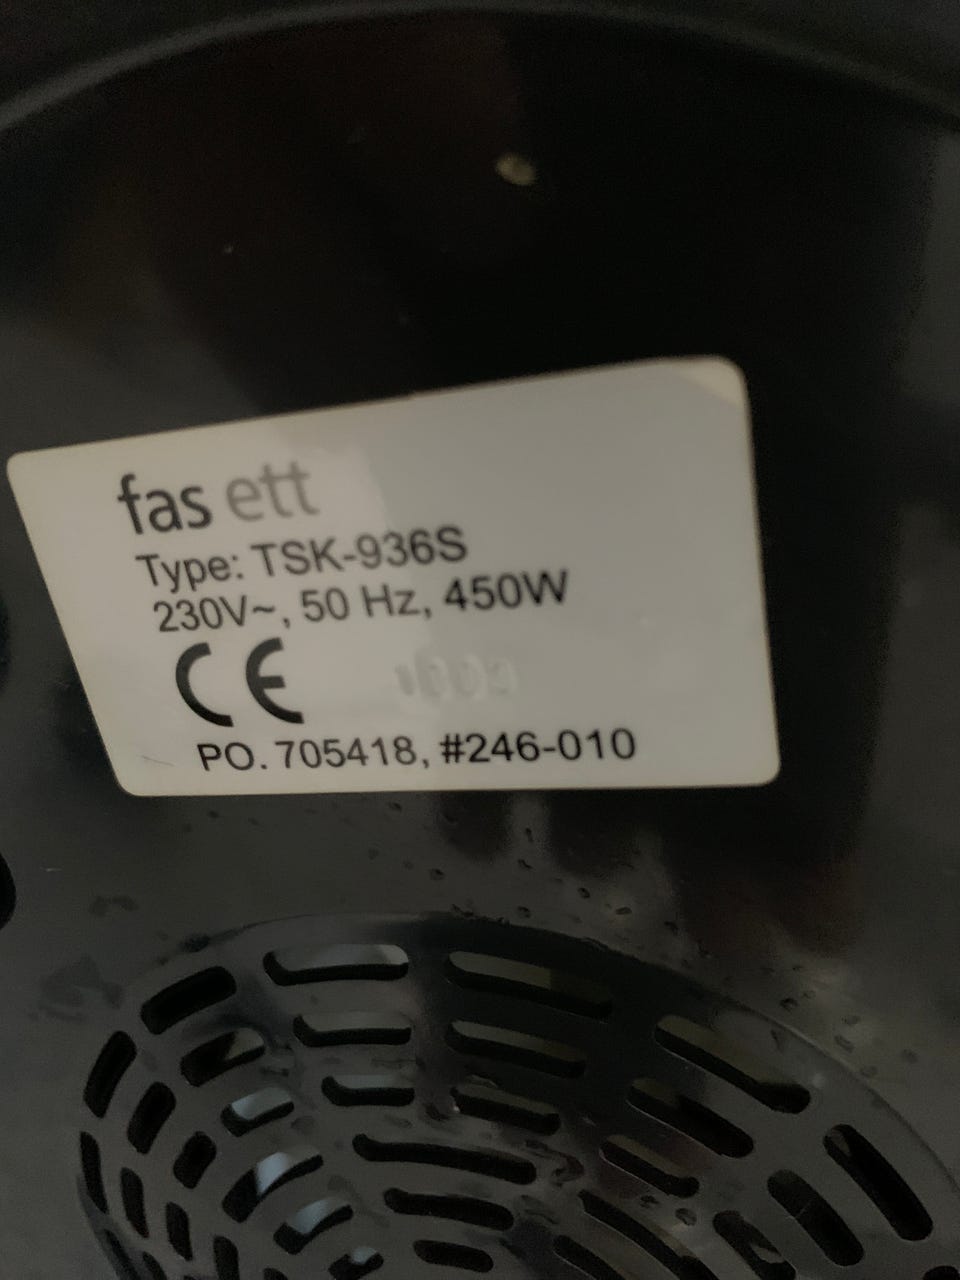 fas ett
Type: TSK-936S
230V~, 50 Hz, 450W
CE
PO. 705418, #246-010